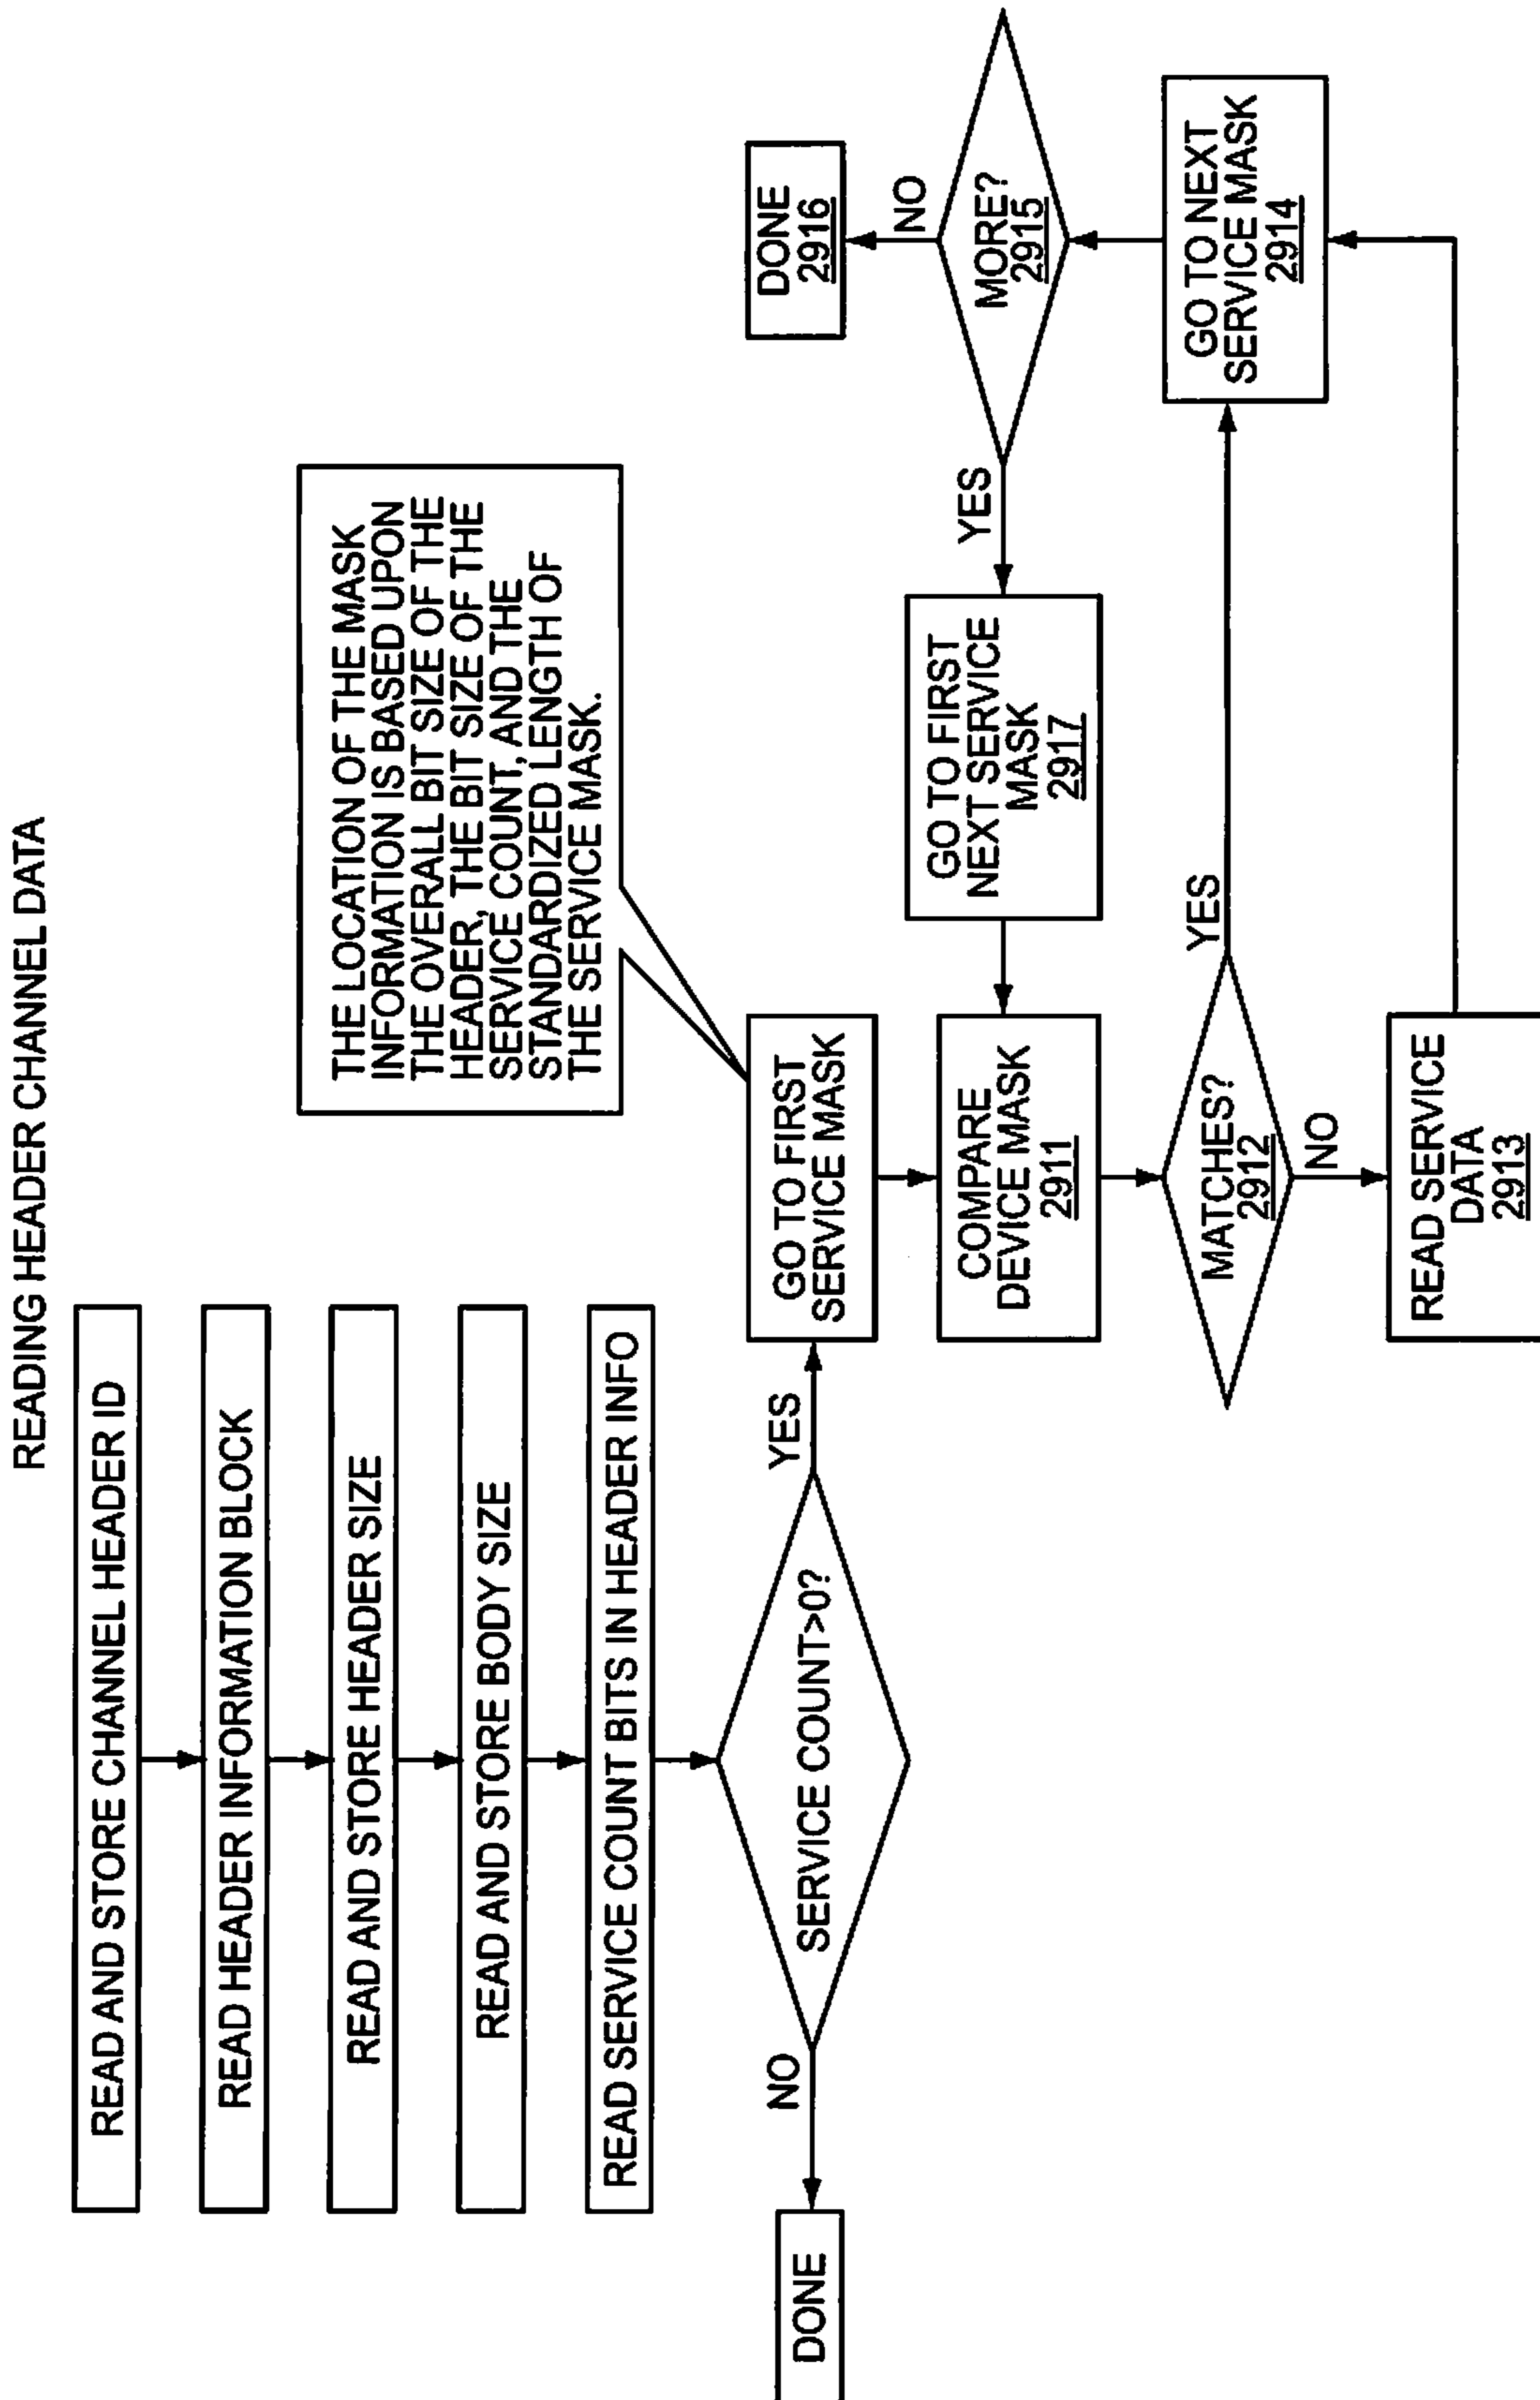 READING HEADER CHANNEL DATA
READ AND STORE CHANNEL HEADER ID
READ HEADER INFORMATION BLOCK
READ AND STORE HEADER SIZE
READ AND STORE BODY SIZE
READ SERVICE COUNT BITS IN HEADER INFO
SERVICE COUNT>0?
NO
DONE
YES
THE LOCATION OF THE MASK
INFORMATION IS BASED UPON
THE OVERALL BIT SIZE OF THE
HEADER, THE BIT SIZE OF THE
SERVICE COUNT, AND THE
STANDARDIZED LENGTH OF
THE SERVICE MASK.
GO TO FIRST
SERVICE MASK
COMPARE
DEVICE MASK
2911
MATCHES?
2912
YES
NO
READ SERVICE
DATA
2913
GO TO NEXT
SERVICE MASK
2914
MORE?
2915
NO
DONE
2916
YES
GO TO FIRST
NEXT SERVICE
MASK
2917